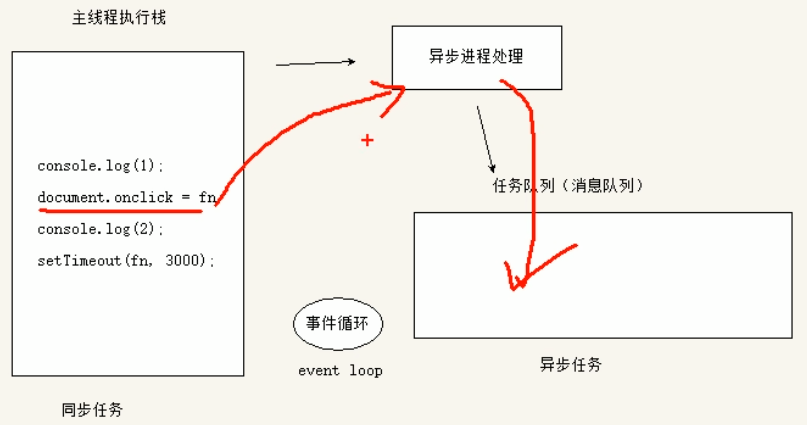 主线程执行栈
异步进程处理
console.log(1);
document.onclick = fn
console.log(2);
setTimeout(fn, 3000);
任务队列（消息队列）
事件循环
event loop
异步任务
同步任务